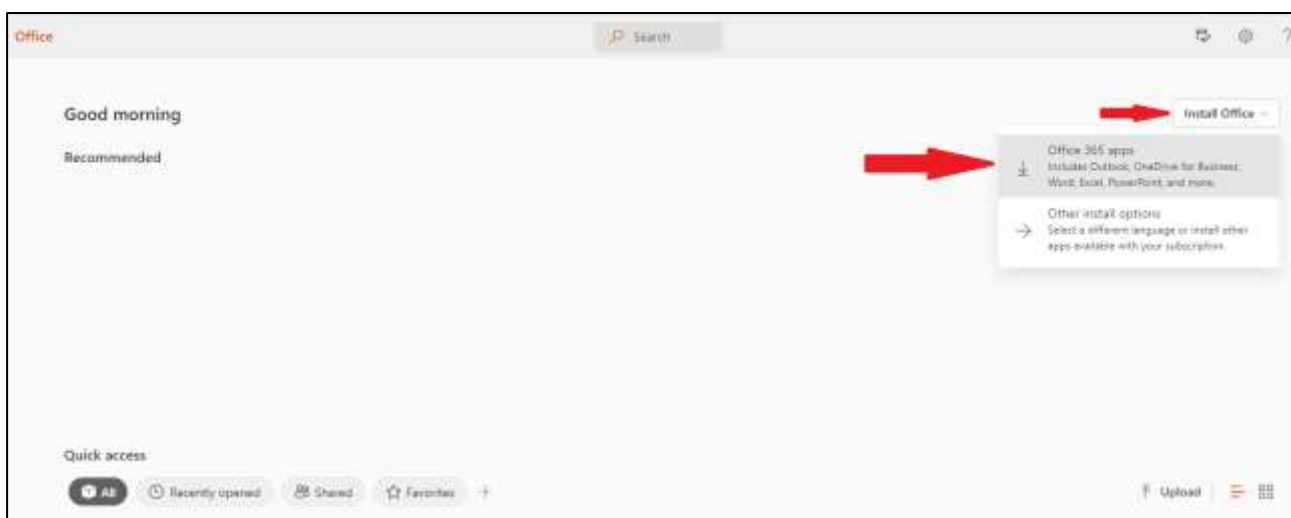 Office
Search
?
Good morning
Install Office
Recommended
Office 365 apps
Includes Outlook, OneDrive for Business,
Word, Excel, PowerPoint, and more.
Other install options
Select a different language or install other
apps available with your subscription.
Quick access
All
Recently opened
Shared
Favorites
+
Upload